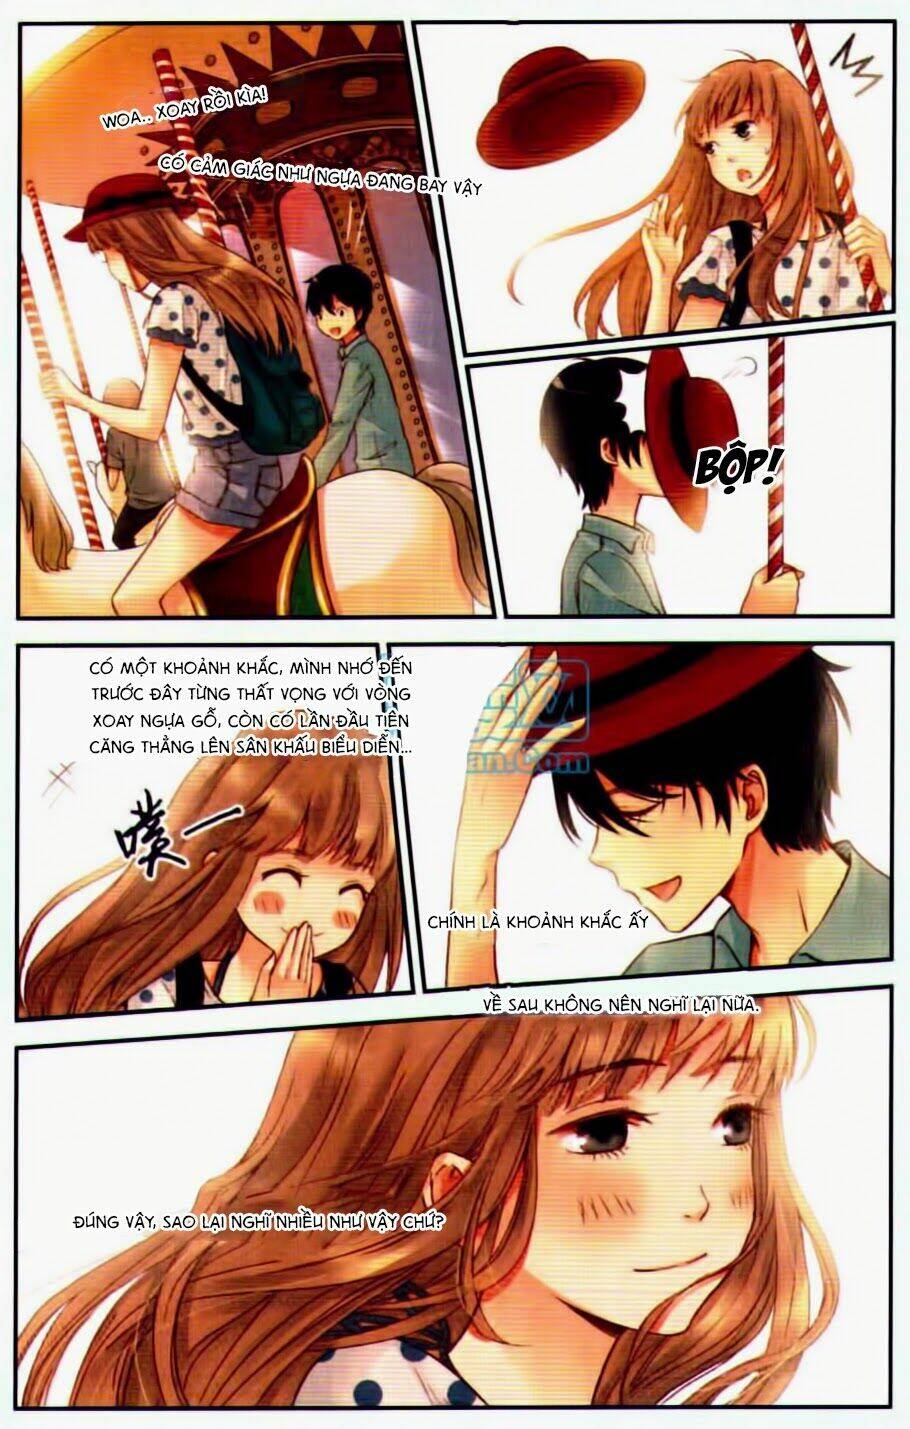 WOA.. XOAY RỒI KÌA!
CÓ CẢM GIÁC NHƯ NGỰA ĐANG BAY VẬY
BỘP!
CÓ MỘT KHOẢNH KHẮC, MÌNH NHỚ ĐẾN
TRƯỚC ĐÂY TỪNG THẤT VỌNG VỚI VÒNG
XOAY NGỰA GỖ, CÒN CÓ LẦN ĐẦU TIÊN
CĂNG THẲNG LÊN SÂN KHẤU BIỂU DIỄN...
噗一
an.Com
CHÍNH LÀ KHOẢNH KHẮC ẤY
VỀ SAU KHÔNG NÊN NGHĨ LẠI NỮA.
ĐÚNG VẬY, SAO LẠI NGHĨ NHIỀU NHƯ VẬY CHỨ?